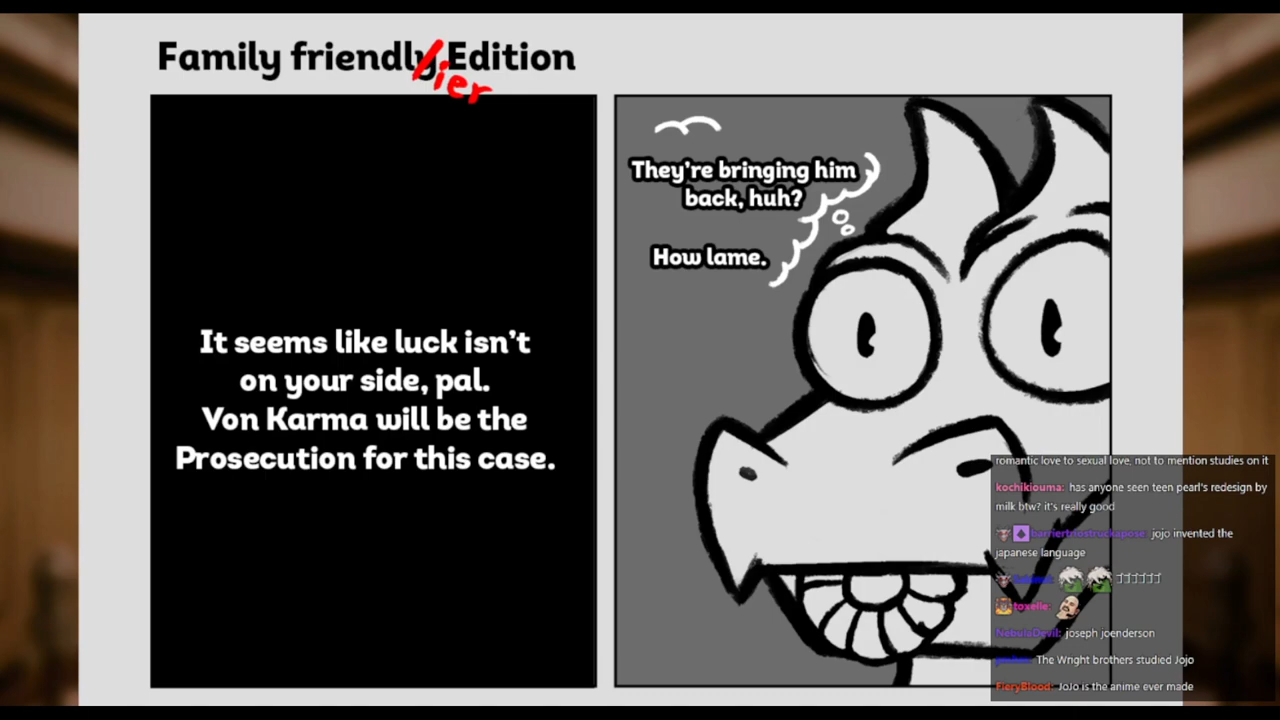 Family friendly Edition
ier
It seems like luck isn't
on your side, pal.
Von Karma will be the
Prosecution for this case.
They're bringing him
back, huh?
How lame.
romantic love to sexual love, not to mention studies on it
kochikiouma: has anyone seen teen pearl's redesign by
milk btw? it's really good
jojo invented the
japanese language
toxelle:
NebulaDevil: joseph joenderson
The Wright brothers studied Jojo
FieryBlood: JoJo is the anime ever made